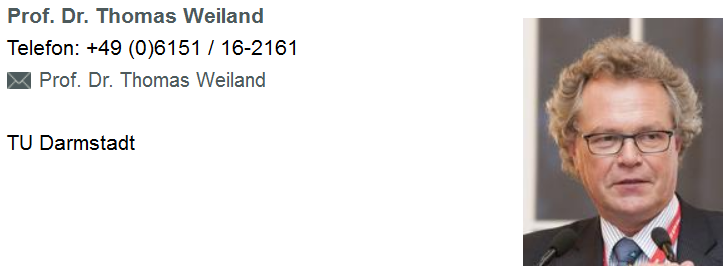 Prof. Dr. Thomas Weiland
Telefon: +49 (0)6151 / 16-2161
Prof. Dr. Thomas Weiland
TU Darmstadt